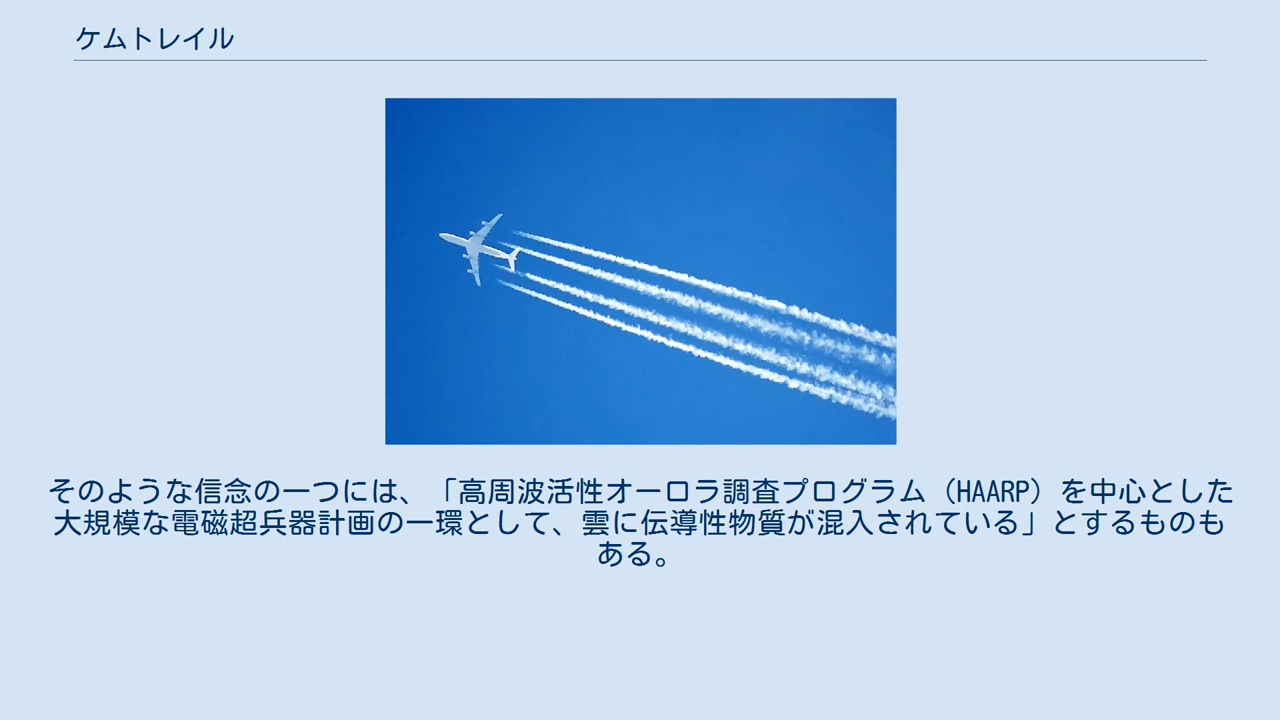 ケムトレイル
そのような信念の一つには、「高周波活性オーロラ調査プログラム（HAARP）を中心とした
大規模な電磁超兵器計画の一環として、雲に伝導性物質が混入されている」とするものも
ある。